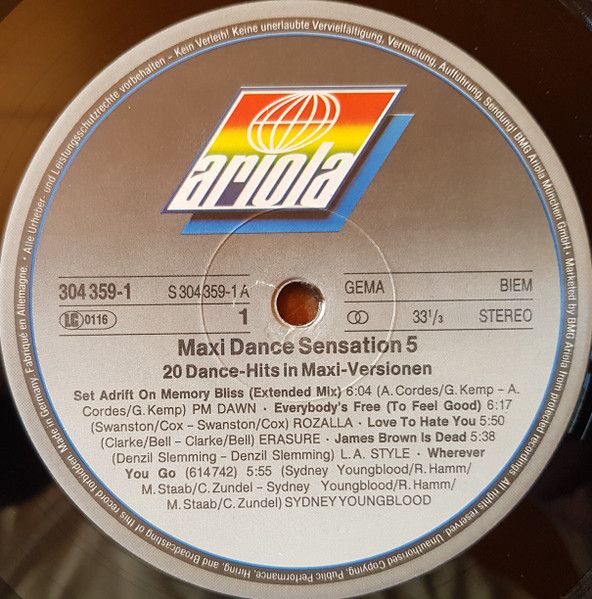 • Alle Urheber- und Leistungsschutzrechte vorbehalten – Kein Verleih! Keine unerlaubte Vervielfältigung, Vermietung, Aufführung, Sendung! BMG Ariola München GmbH • Marketed by BMG Ariola from protected recordings. All rights reserved. Unauthorised Copying, Public Performance, Hiring, and Broadcasting of this record forbidden. Made in Germany. Fabriqué en Allemagne.
ariola
304 359-1
S 304 359-1 A
GEMA
BIEM
LC 0116
1
33 1/3
STEREO
Maxi Dance Sensation 5
20 Dance-Hits in Maxi-Versionen
Set Adrift On Memory Bliss (Extended Mix) 6:04 (A. Cordes/G. Kemp – A.
Cordes/G. Kemp) PM DAWN · Everybody's Free (To Feel Good) 6:17
(Swanston/Cox – Swanston/Cox) ROZALLA · Love To Hate You 5:50
(Clarke/Bell – Clarke/Bell) ERASURE · James Brown Is Dead 5:38
(Denzil Slemming – Denzil Slemming) L.A. STYLE · Wherever
You Go (614742) 5:55 (Sydney Youngblood/R. Hamm/
M. Staab/C. Zundel – Sydney Youngblood/R. Hamm/
M. Staab/C. Zundel) SYDNEY YOUNGBLOOD